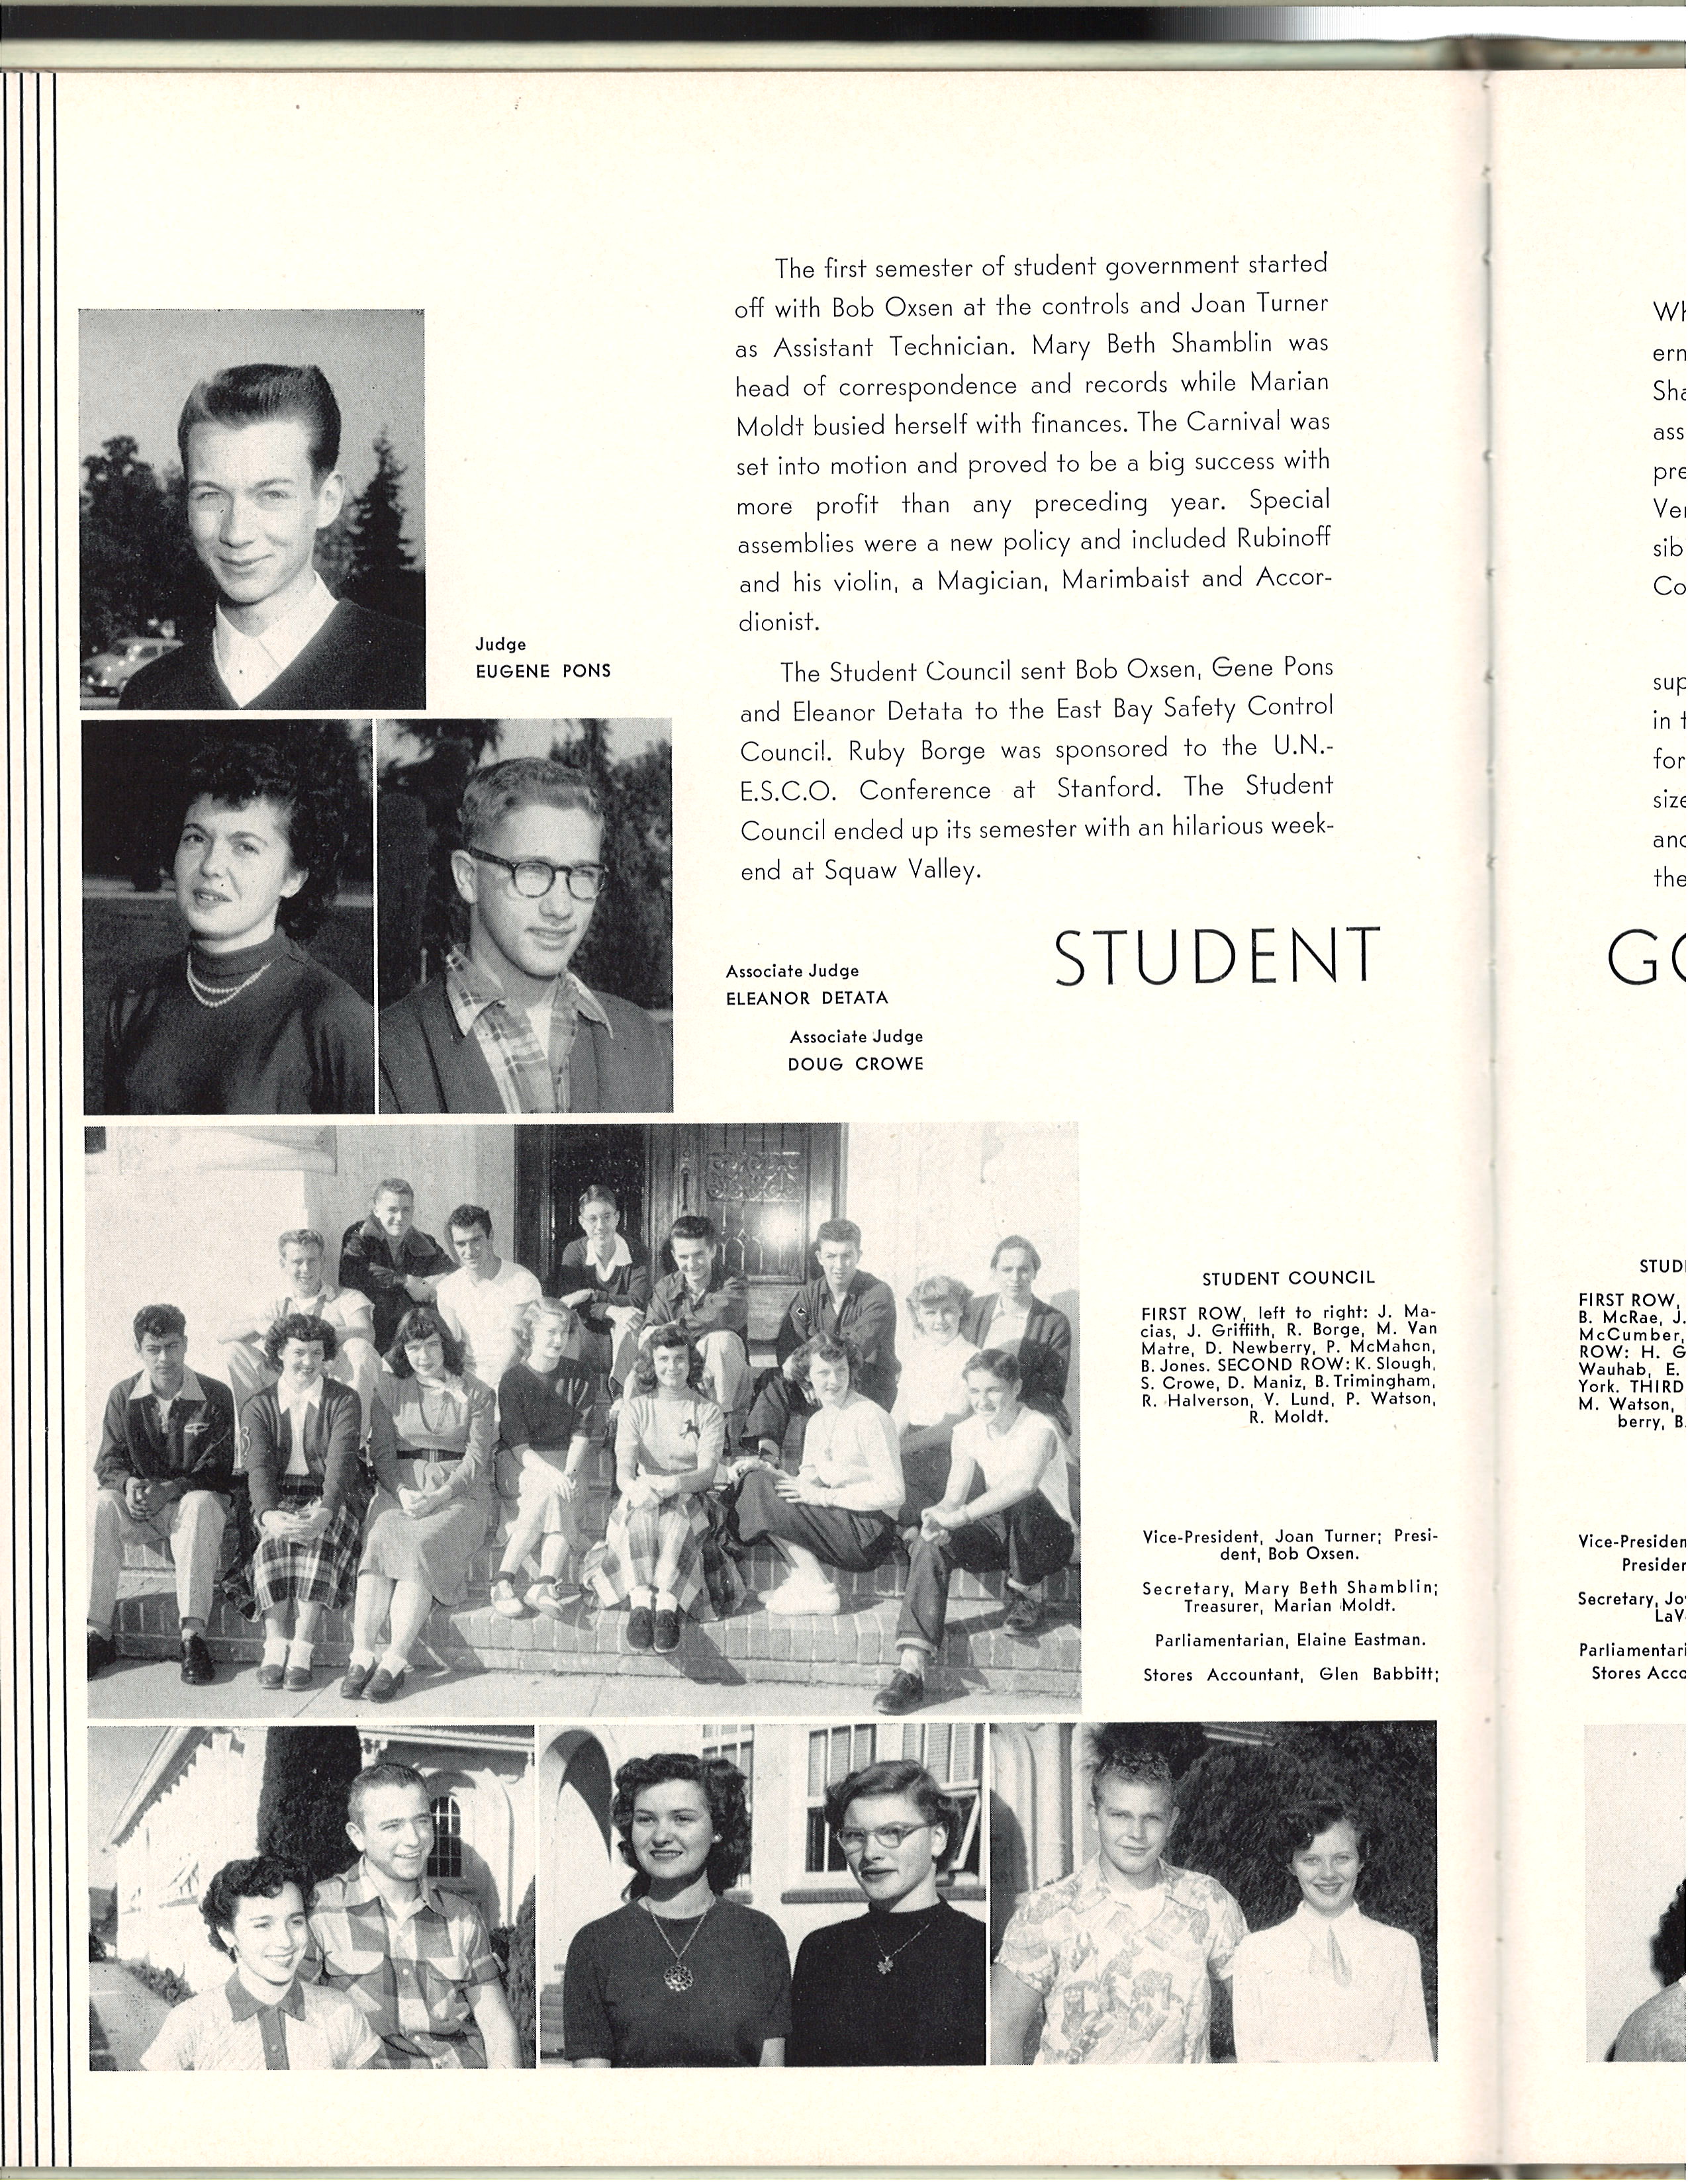 The first semester of student government started
off with Bob Oxsen at the controls and Joan Turner
as Assistant Technician. Mary Beth Shamblin was
head of correspondence and records while Marian
Moldt busied herself with finances. The Carnival was
set into motion and proved to be a big success with
more profit than any preceding year. Special
assemblies were a new policy and included Rubinoff
and his violin, a Magician, Marimbaist and Accor-
dionist.
Judge
EUGENE PONS
The Student Council sent Bob Oxsen, Gene Pons
and Eleanor Detata to the East Bay Safety Control
Council. Ruby Borge was sponsored to the U.N.-
E.S.C.O. Conference at Stanford. The Student
Council ended up its semester with an hilarious week-
end at Squaw Valley.
STUDENT
Associate Judge
ELEANOR DETATA
Associate Judge
DOUG CROWE
STUDENT COUNCIL
FIRST ROW, left to right: J. Ma-
cias, J. Griffith, R. Borge, M. Van
Matre, D. Newberry, P. McMahon,
B. Jones. SECOND ROW: K. Slough,
S. Crowe, D. Maniz, B. Trimingham,
R. Halverson, V. Lund, P. Watson,
R. Moldt.
Vice-President, Joan Turner; Presi-
dent, Bob Oxsen.
Secretary, Mary Beth Shamblin;
Treasurer, Marian Moldt.
Parliamentarian, Elaine Eastman.
Stores Accountant, Glen Babbitt;
Wh
ern
Sha
ass
pre
Ver
sib
Co
sup
in t
for
size
and
the
GO
STUD
FIRST ROW,
B. McRae, J.
McCumber,
ROW: H. G
Wauhab, E.
York. THIRD
M. Watson,
berry, B.
Vice-Presiden
Presiden
Secretary, Jo
LaV
Parliamentari
Stores Acco